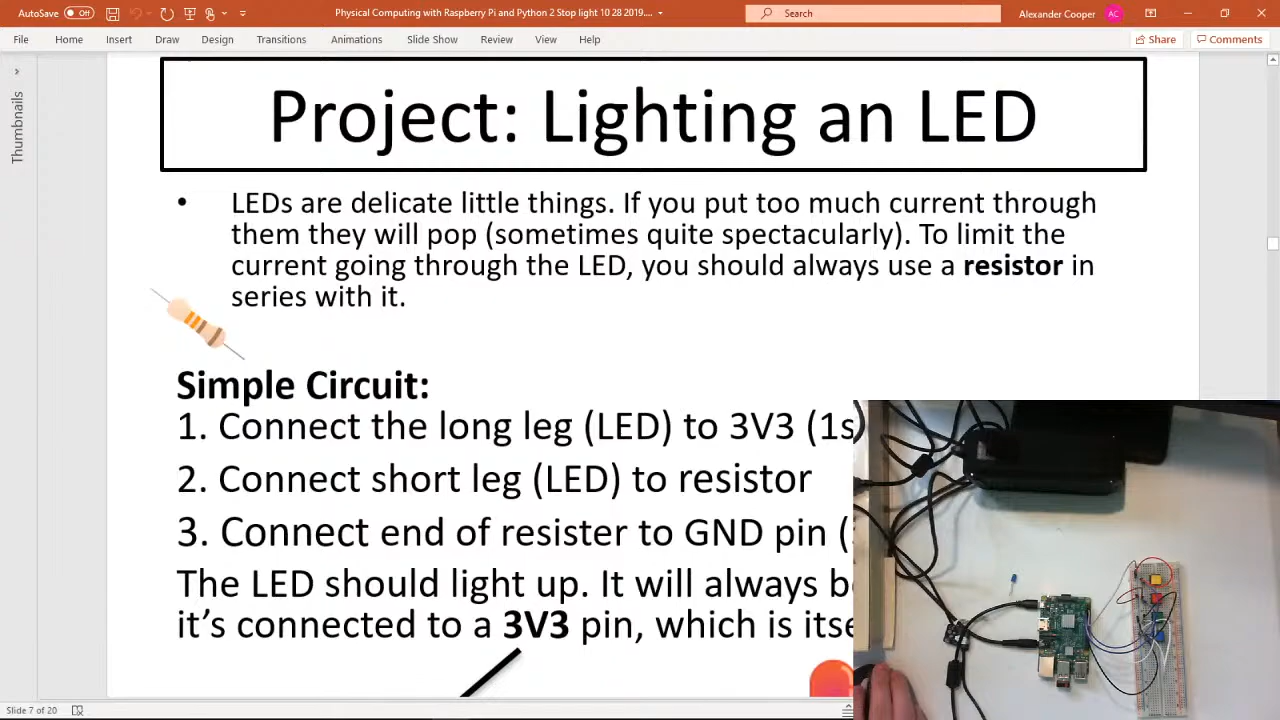 AutoSave Off
Physical Computing with Raspberry Pi and Python 2 Stop light 10 28 2019....
Search
Alexander Cooper AC
File Home Insert Draw Design Transitions Animations Slide Show Review View Help
Share Comments
Thumbnails
Project: Lighting an LED
• LEDs are delicate little things. If you put too much current through
them they will pop (sometimes quite spectacularly). To limit the
current going through the LED, you should always use a resistor in
series with it.
Simple Circuit:
1. Connect the long leg (LED) to 3V3 (1s
2. Connect short leg (LED) to resistor
3. Connect end of resister to GND pin (
The LED should light up. It will always b
it's connected to a 3V3 pin, which is itse
Slide 7 of 20